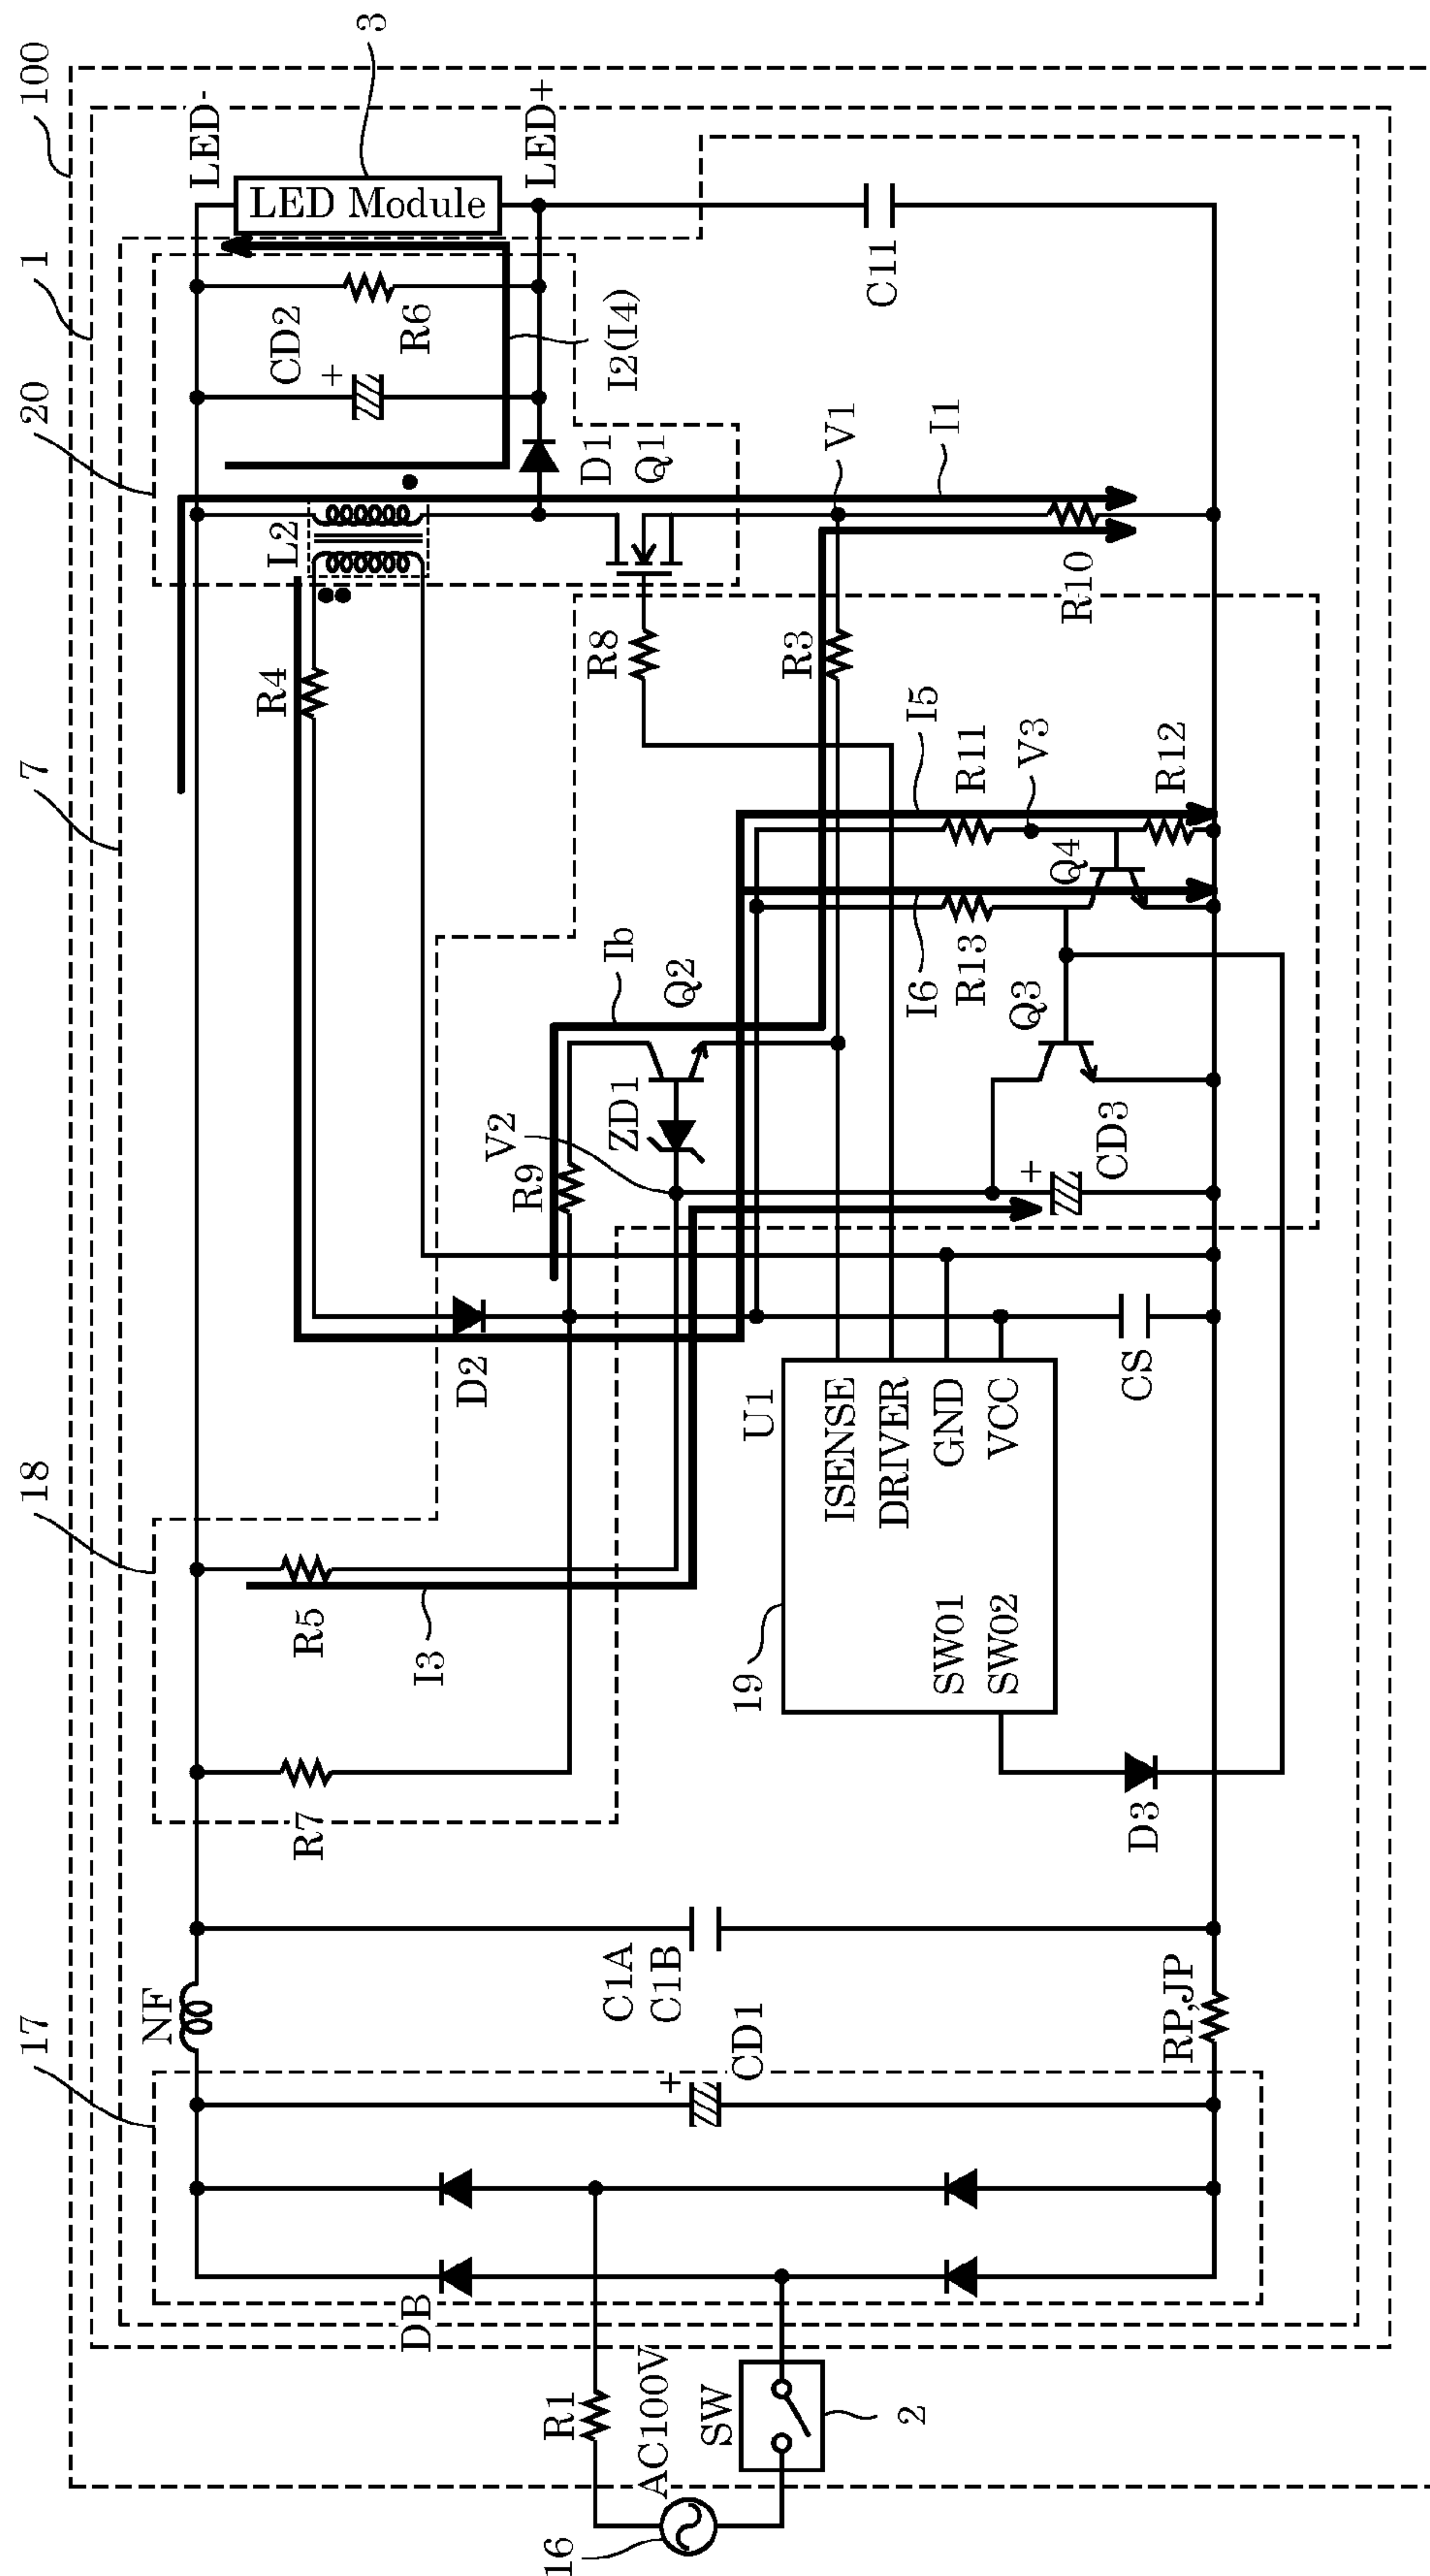 100
1
20
7
18
17
3
LED-
LED Module
LED+
CD2
+
R6
I2(I4)
C11
L2
D1
Q1
V1
I1
R4
R8
R3
R10
I5
R11
V3
R12
Q4
Ib
Q2
I6
R13
Q3
V2
ZD1
R9
+
CD3
D2
U1
ISENSE
DRIVER
GND
VCC
SW01
SW02
CS
19
R5
I3
R7
D3
NF
C1A
C1B
+
CD1
RP,JP
DB
R1
AC100V
SW
2
16